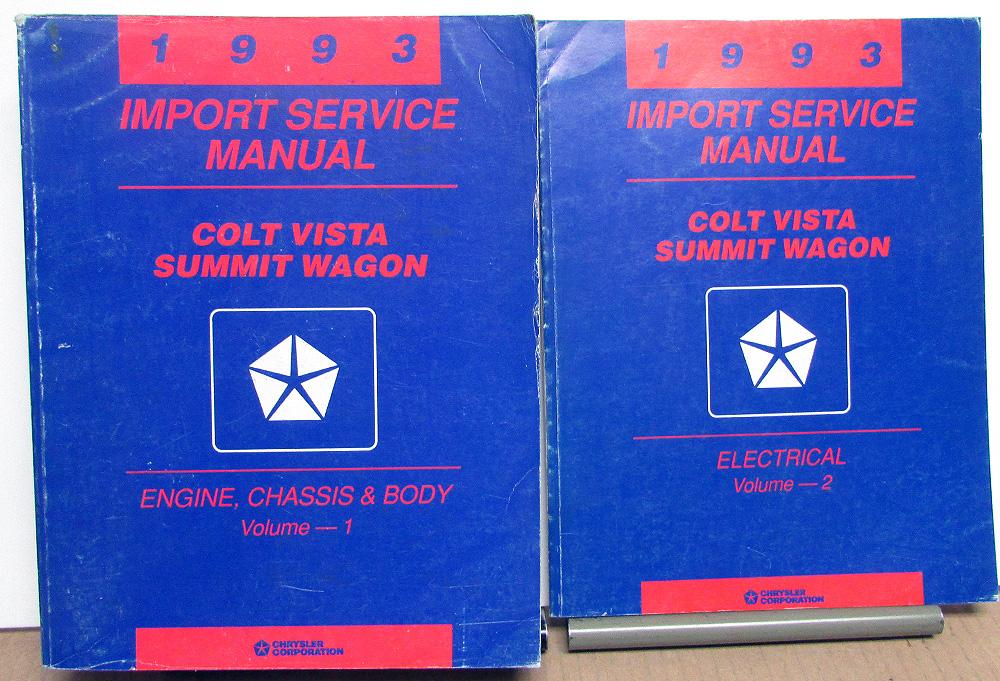 1 9 9 3
IMPORT SERVICE
MANUAL
COLT VISTA
SUMMIT WAGON
ENGINE, CHASSIS & BODY
Volume — 1
CHRYSLER
CORPORATION
1 9 9 3
IMPORT SERVICE
MANUAL
COLT VISTA
SUMMIT WAGON
ELECTRICAL
Volume — 2
CHRYSLER
CORPORATION